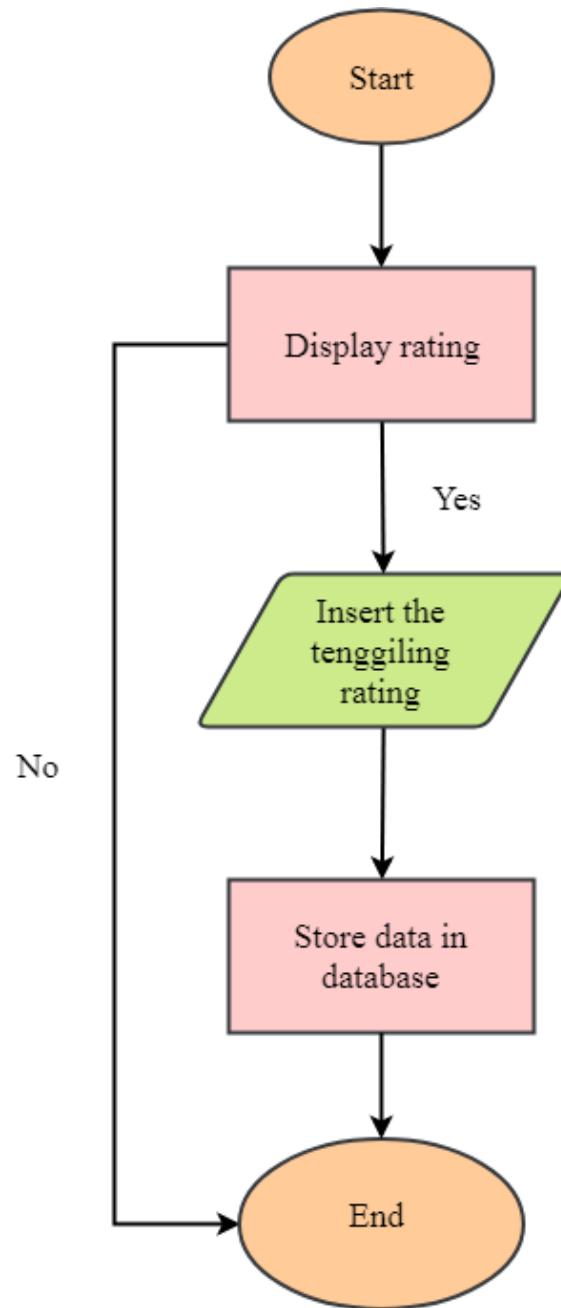 Start
Display rating
Yes
Insert the
tenggiling
rating
No
Store data in
database
End